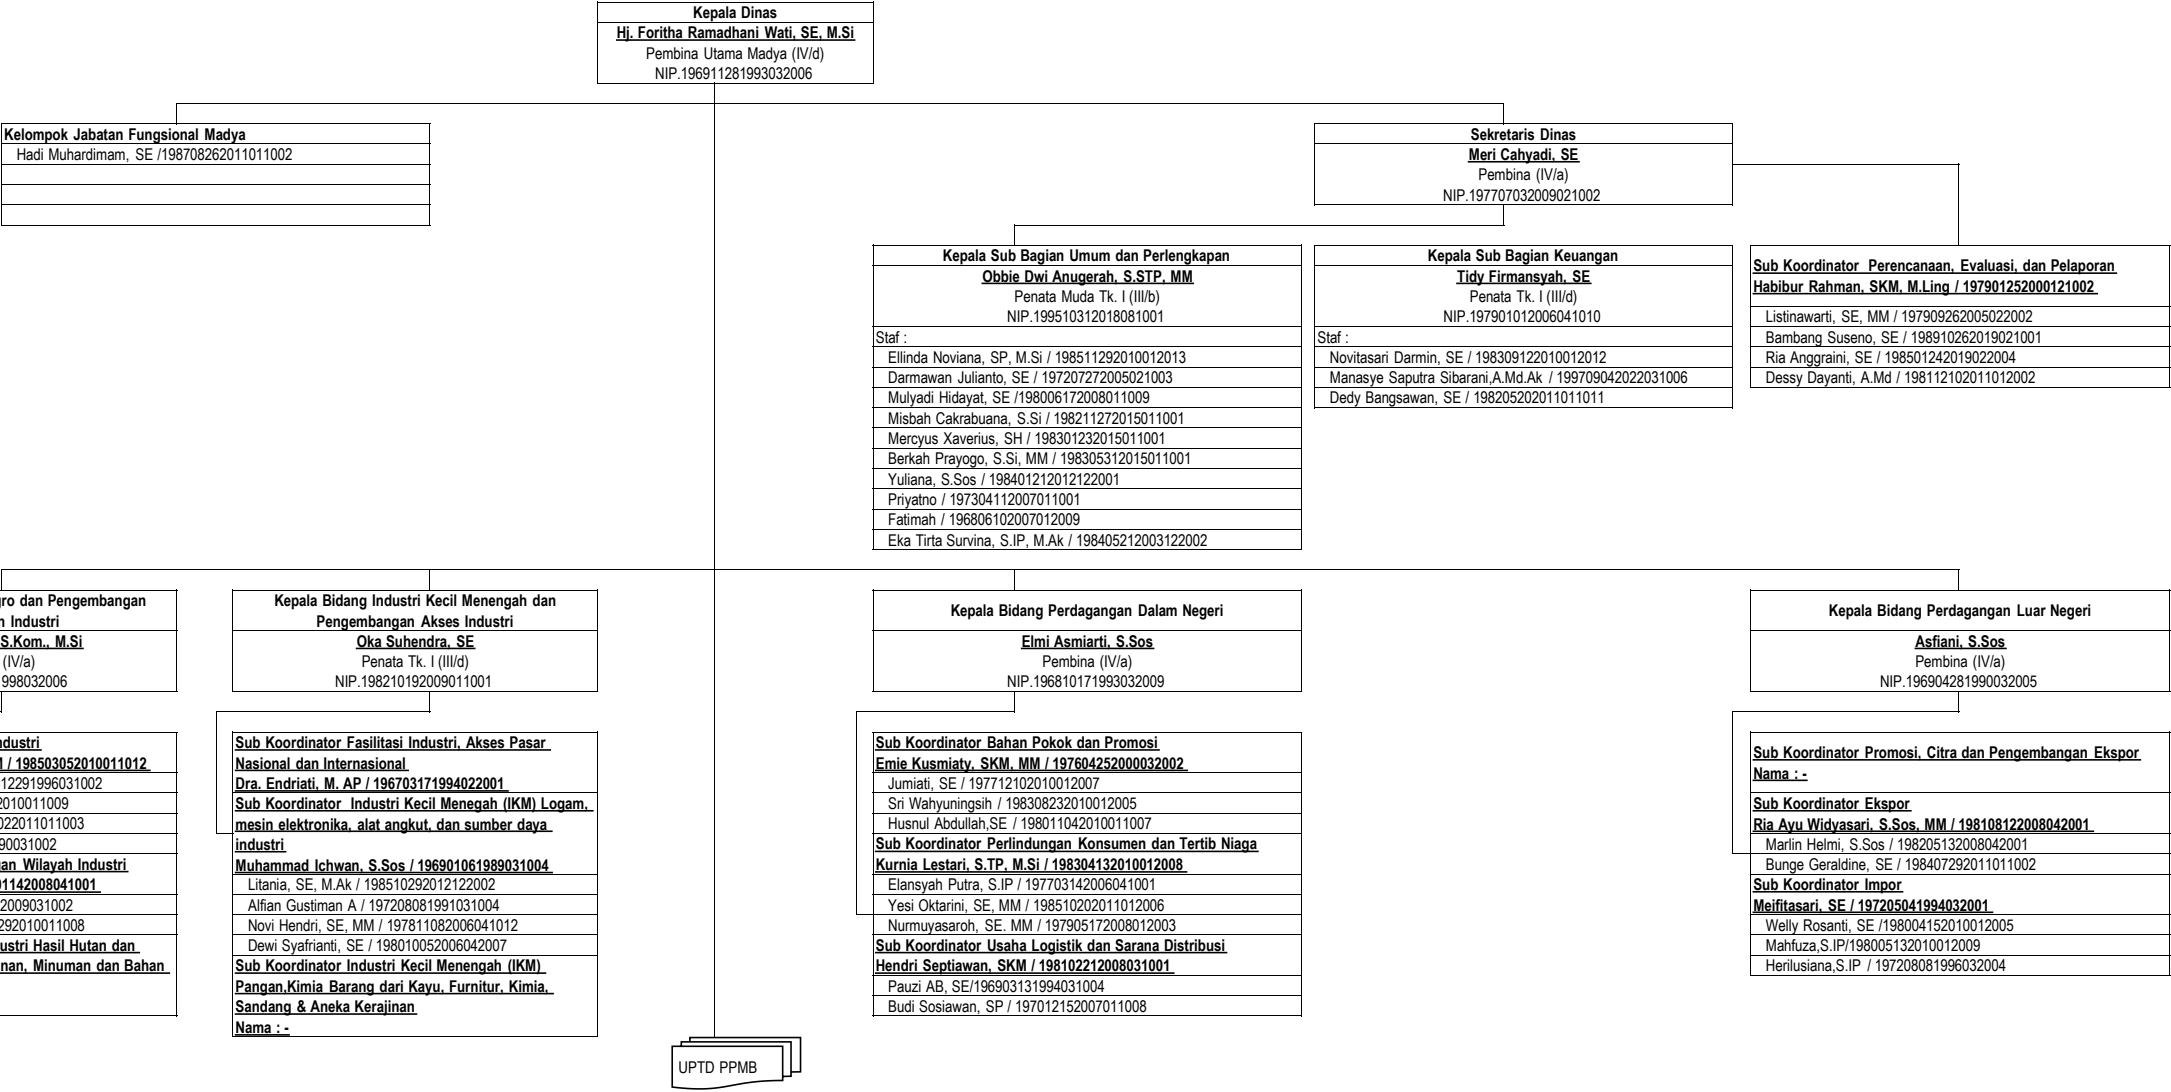 Kepala Dinas
Hj. Foritha Ramadhani Wati, SE, M.Si
Pembina Utama Madya (IV/d)
NIP.196911281993032006
Kelompok Jabatan Fungsional Madya
Hadi Muhardimam, SE /198708262011011002
Sekretaris Dinas
Meri Cahyadi, SE
Pembina (IV/a)
NIP.197707032009021002
Kepala Sub Bagian Umum dan Perlengkapan
Obbie Dwi Anugerah, S.STP, MM
Penata Muda Tk. I (III/b)
NIP.199510312018081001
Staf :
Ellinda Noviana, SP, M.Si / 198511292010012013
Darmawan Julianto, SE / 197207272005021003
Mulyadi Hidayat, SE /198006172008011009
Misbah Cakrabuana, S.Si / 198211272015011001
Mercyus Xaverius, SH / 198301232015011001
Berkah Prayogo, S.Si, MM / 198305312015011001
Yuliana, S.Sos / 198401212012122001
Priyatno / 197304112007011001
Fatimah / 196806102007012009
Eka Tirta Survina, S.IP, M.Ak / 198405212003122002
Kepala Sub Bagian Keuangan
Tidy Firmansyah, SE
Penata Tk. I (III/d)
NIP.197901012006041010
Staf :
Novitasari Darmin, SE / 198309122010012012
Manasye Saputra Sibarani,A.Md.Ak / 199709042022031006
Dedy Bangsawan, SE / 198205202011011011
Sub Koordinator Perencanaan, Evaluasi, dan Pelaporan
Habibur Rahman, SKM, M.Ling / 197901252000121002
Listinawarti, SE, MM / 197909262005022002
Bambang Suseno, SE / 198910262019021001
Ria Anggraini, SE / 198501242019022004
Dessy Dayanti, A.Md / 198112102011012002
ro dan Pengembangan
Industri
S.Kom., M.Si
(IV/a)
998032006
ndustri
/ 198503052010011012
12291996031002
2010011009
022011011003
90031002
an Wilayah Industri
01142008041001
2009031002
292010011008
ustri Hasil Hutan dan
nan, Minuman dan Bahan
Kepala Bidang Industri Kecil Menengah dan
Pengembangan Akses Industri
Oka Suhendra, SE
Penata Tk. I (III/d)
NIP.198210192009011001
Sub Koordinator Fasilitasi Industri, Akses Pasar
Nasional dan Internasional
Dra. Endriati, M. AP / 196703171994022001
Sub Koordinator Industri Kecil Menegah (IKM) Logam,
mesin elektronika, alat angkut, dan sumber daya
industri
Muhammad Ichwan, S.Sos / 196901061989031004
Litania, SE, M.Ak / 198510292012122002
Alfian Gustiman A / 197208081991031004
Novi Hendri, SE, MM / 197811082006041012
Dewi Syafrianti, SE / 198010052006042007
Sub Koordinator Industri Kecil Menengah (IKM)
Pangan,Kimia Barang dari Kayu, Furnitur, Kimia,
Sandang & Aneka Kerajinan
Nama : -
Kepala Bidang Perdagangan Dalam Negeri
Elmi Asmiarti, S.Sos
Pembina (IV/a)
NIP.196810171993032009
Sub Koordinator Bahan Pokok dan Promosi
Emie Kusmiaty, SKM, MM / 197604252000032002
Jumiati, SE / 197712102010012007
Sri Wahyuningsih / 198308232010012005
Husnul Abdullah,SE / 198011042010011007
Sub Koordinator Perlindungan Konsumen dan Tertib Niaga
Kurnia Lestari, S.TP, M.Si / 198304132010012008
Elansyah Putra, S.IP / 197703142006041001
Yesi Oktarini, SE, MM / 198510202011012006
Nurmuyasaroh, SE. MM / 197905172008012003
Sub Koordinator Usaha Logistik dan Sarana Distribusi
Hendri Septiawan, SKM / 198102212008031001
Pauzi AB, SE/196903131994031004
Budi Sosiawan, SP / 197012152007011008
Kepala Bidang Perdagangan Luar Negeri
Asfiani, S.Sos
Pembina (IV/a)
NIP.196904281990032005
Sub Koordinator Promosi, Citra dan Pengembangan Ekspor
Nama : -
Sub Koordinator Ekspor
Ria Ayu Widyasari, S.Sos, MM / 198108122008042001
Marlin Helmi, S.Sos / 198205132008042001
Bunge Geraldine, SE / 198407292011011002
Sub Koordinator Impor
Meifitasari, SE / 197205041994032001
Welly Rosanti, SE /198004152010012005
Mahfuza,S.IP/198005132010012009
Herilusiana,S.IP / 197208081996032004
UPTD PPMB